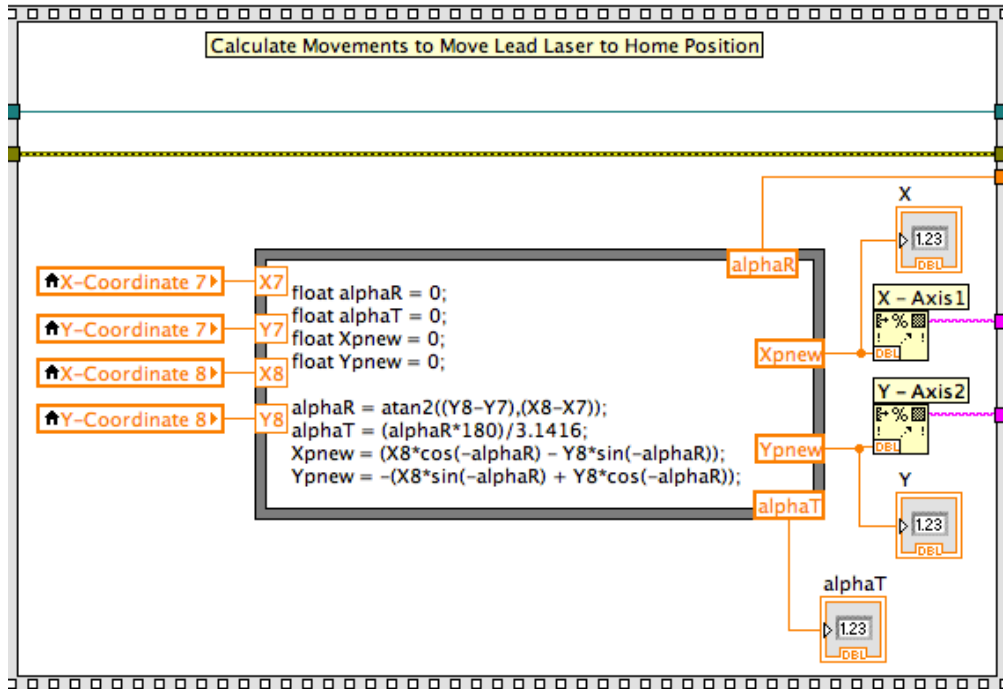 Calculate Movements to Move Lead Laser to Home Position
X
1.23
DBL
alphaR
X-Coordinate 7
X7
float alphaR = 0;
Y-Coordinate 7
Y7
float alphaT = 0;
float Xpnew = 0;
X-Coordinate 8
X8
float Ypnew = 0;
X - Axis1
%
! !
DBL
Xpnew
Y-Coordinate 8
Y8
alphaR = atan2((Y8-Y7),(X8-X7));
alphaT = (alphaR*180)/3.1416;
Xpnew = (X8*cos(-alphaR) - Y8*sin(-alphaR));
Ypnew = -(X8*sin(-alphaR) + Y8*cos(-alphaR));
Y - Axis2
%
! !
DBL
Ypnew
Y
1.23
DBL
alphaT
alphaT
1.23
DBL